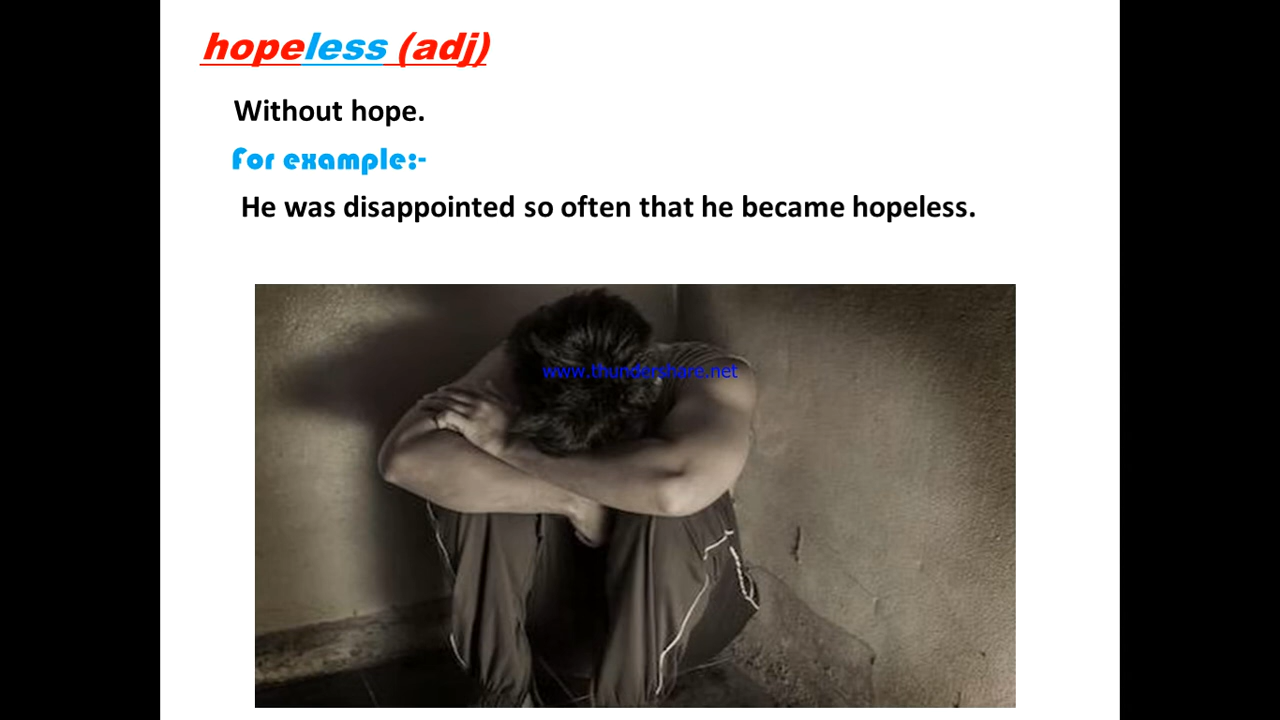 hopeless (adj)
Without hope.
For example:-
He was disappointed so often that he became hopeless.
www.thundershare.net